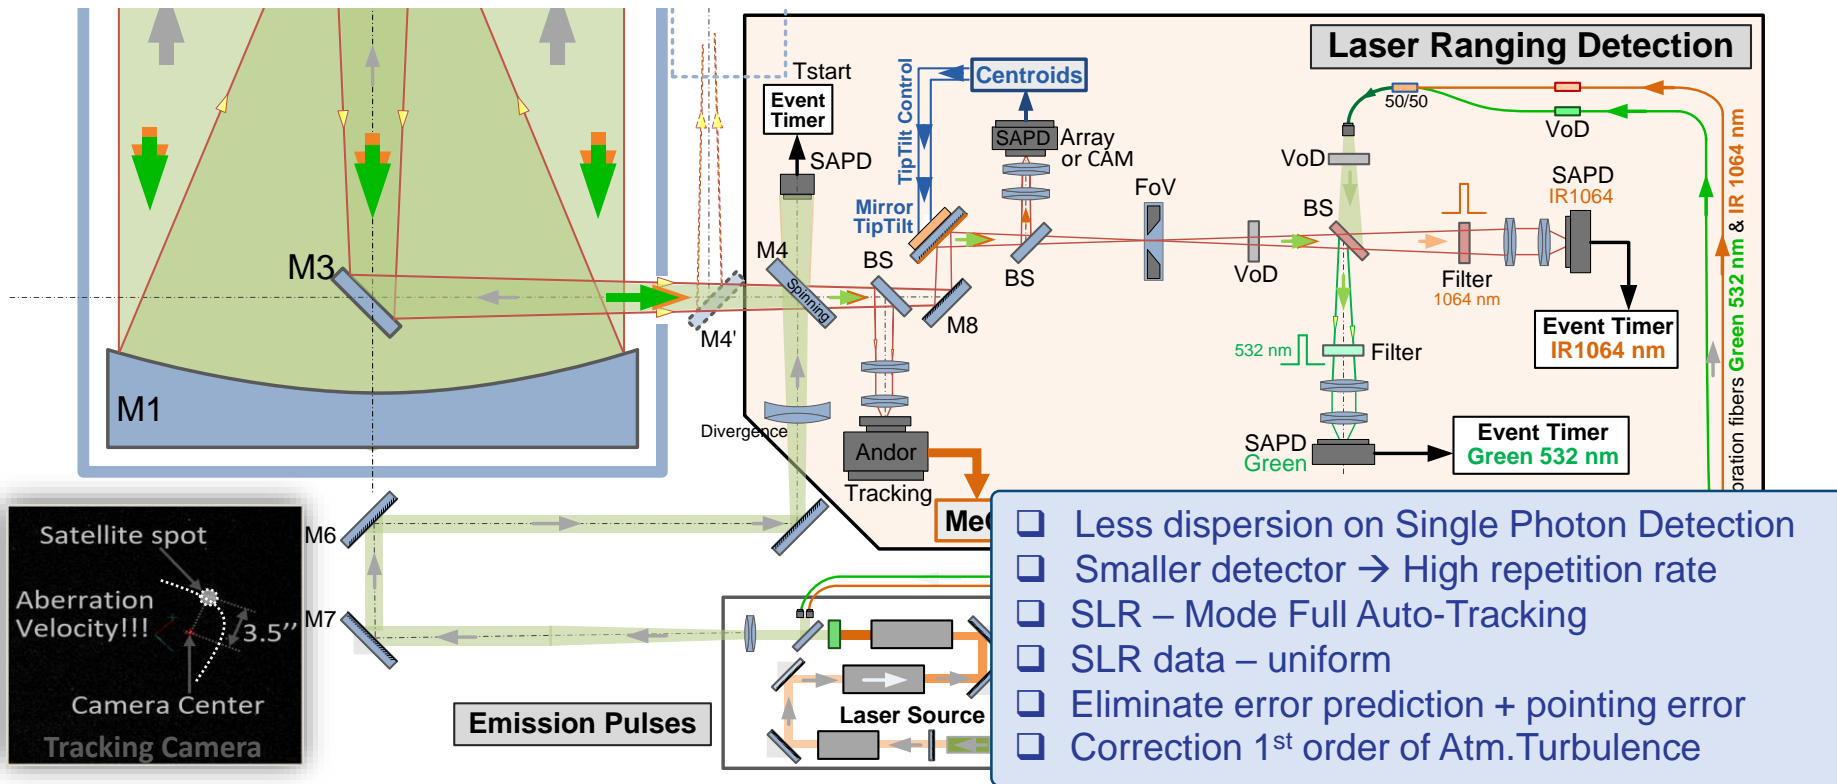 Laser Ranging Detection
Tstart
Event
Timer
SAPD
TipTilt Control
Centroids
SAPD
Array
or CAM
Mirror
TipTilt
FoV
50/50
VoD
VoD
SAPD
IR1064
BS
M3
M4
Spinning
BS
BS
VoD
Filter
1064 nm
M4'
M8
Event Timer
IR1064 nm
532 nm
Filter
M1
Divergence
Andor
Tracking
SAPD
Green
Event Timer
Green 532 nm
oration fibers Green 532 nm & IR 1064 nm
MeO
M6
M7
Satellite spot
Aberration
Velocity!!!
3.5’’
Camera Center
Tracking Camera
Emission Pulses
Laser Source
❑ Less dispersion on Single Photon Detection
❑ Smaller detector → High repetition rate
❑ SLR – Mode Full Auto-Tracking
❑ SLR data – uniform
❑ Eliminate error prediction + pointing error
❑ Correction 1st order of Atm.Turbulence